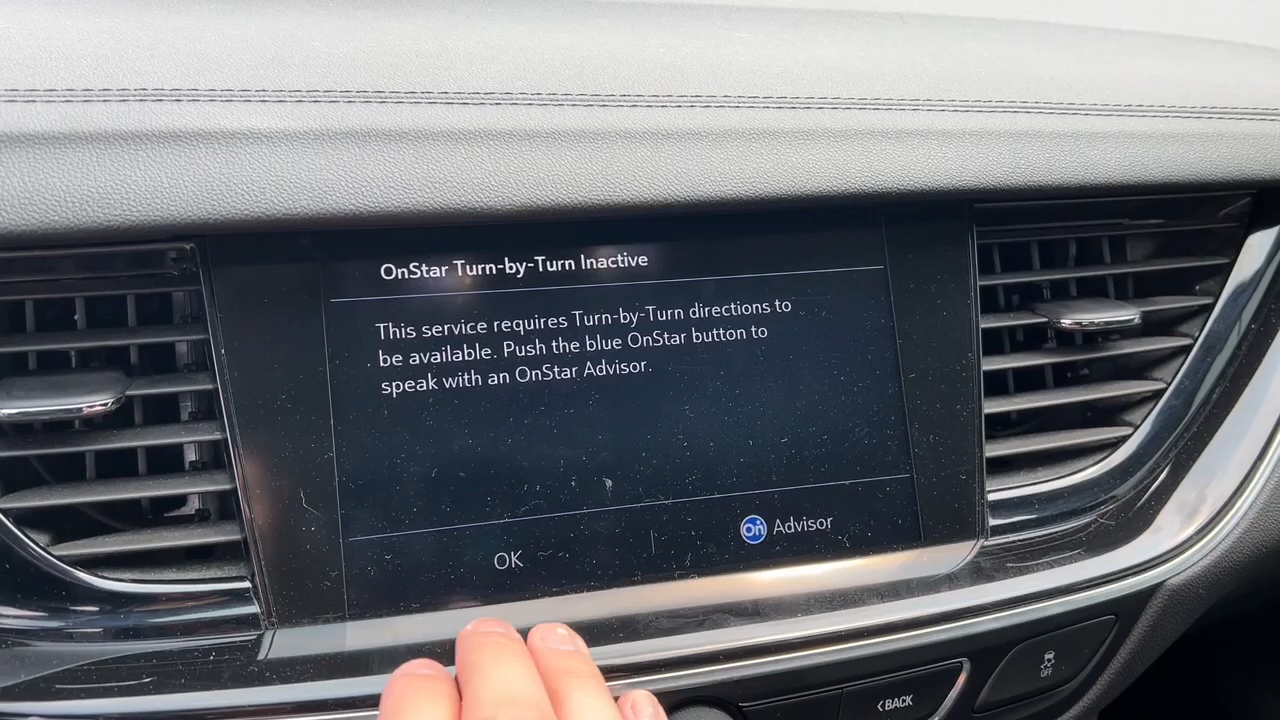 OnStar Turn-by-Turn Inactive
This service requires Turn-by-Turn directions to
be available. Push the blue OnStar button to
speak with an OnStar Advisor.
OK
On Advisor
<BACK
OFF